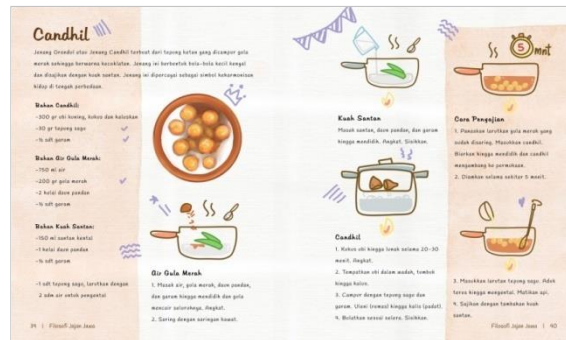 Candhil
Jenang Grandul atau Jenang Candhil terbuat dari tepung ketan yang dicampur gula
merah sehingga berwarna kecoklatan. Jenang ini berbentuk bola-bola kecil kenyal
dan disajikan dengan kuah santan. Jenang ini dipercaya sebagai simbol keharmonisan
hidup di tengah perbedaan.
Bahan Candhil:
-300 gr ubi kuning, kukus dan haluskan
-90 gr tepung sagu
-½ sdt garam
Bahan Air Gula Merah:
-750 ml air
-200 gr gula merah
-2 helai daun pandan
-¼ sdt garam
Bahan Kuah Santan:
-150 ml santan kental
-1 helai daun pandan
-¼ sdt garam
-1 sdt tepung sagu, larutkan dengan
2 sdm air untuk pengental
Air Gula Merah
1. Masak air, gula merah, daun pandan,
dan garam hingga mendidih dan gula
mencair seluruhnya. Angkat.
2. Saring dengan saringan kawat.
39 | Filosofi Jajan Jawa
Kuah Santan
Masak santan, daun pandan, dan garam
hingga mendidih. Angkat. Sisihkan.
Candhil
1. Kukus ubi hingga lunak selama 20-30
menit. Angkat.
2. Tempatkan ubi dalam wadah, tumbuk
hingga halus.
3. Campur dengan tepung sagu dan
garam. Uleni (remas) hingga kalis (padat).
4. Bulatkan sesuai selera. Sisihkan.
5 mnt
Cara Penyajian
1. Panaskan larutan gula merah yang
sudah disaring. Masukkan candhil.
Biarkan hingga mendidih dan candhil
mengambang ke permukaan.
2. Diamkan selama sekitar 5 menit.
3. Masukkan larutan tepung sagu. Aduk
terus hingga mengental. Matikan api.
4. Sajikan dengan tambahan kuah
santan.
Filosofi Jajan Jawa | 40